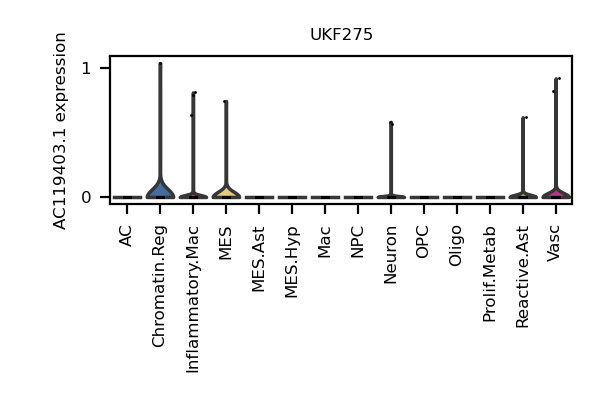 UKF275
AC119403.1 expression
1
0
AC
Chromatin.Reg
Inflammatory.Mac
MES
MES.Ast
MES.Hyp
Mac
NPC
Neuron
OPC
Oligo
Prolif.Metab
Reactive.Ast
Vasc